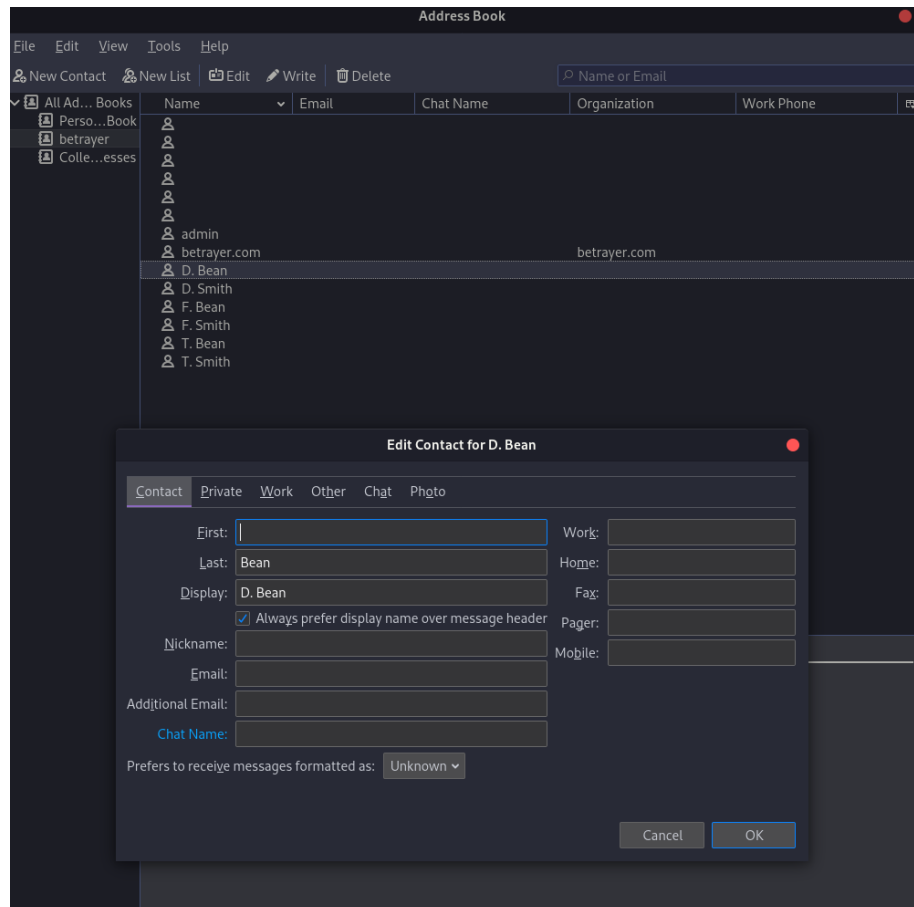 Address Book
File Edit View Tools Help
New Contact New List Edit Write Delete Name or Email
All Ad... Books Name Email Chat Name Organization Work Phone
Perso...Book
betrayer
Colle...esses
admin
betrayer.com betrayer.com
D. Bean
D. Smith
F. Bean
F. Smith
T. Bean
T. Smith
Edit Contact for D. Bean
Contact Private Work Other Chat Photo
First: Work:
Last: Bean Home:
Display: D. Bean Fax:
Always prefer display name over message header
Pager:
Nickname:
Mobile:
Email:
Additional Email:
Chat Name:
Prefers to receive messages formatted as: Unknown
Cancel OK